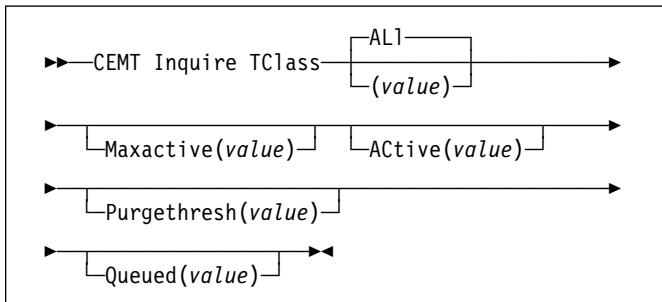 ALl
CEMT Inquire TClass
(value)
Maxactive(value) ACtive(value)
Purgethresh(value)
Queued(value)